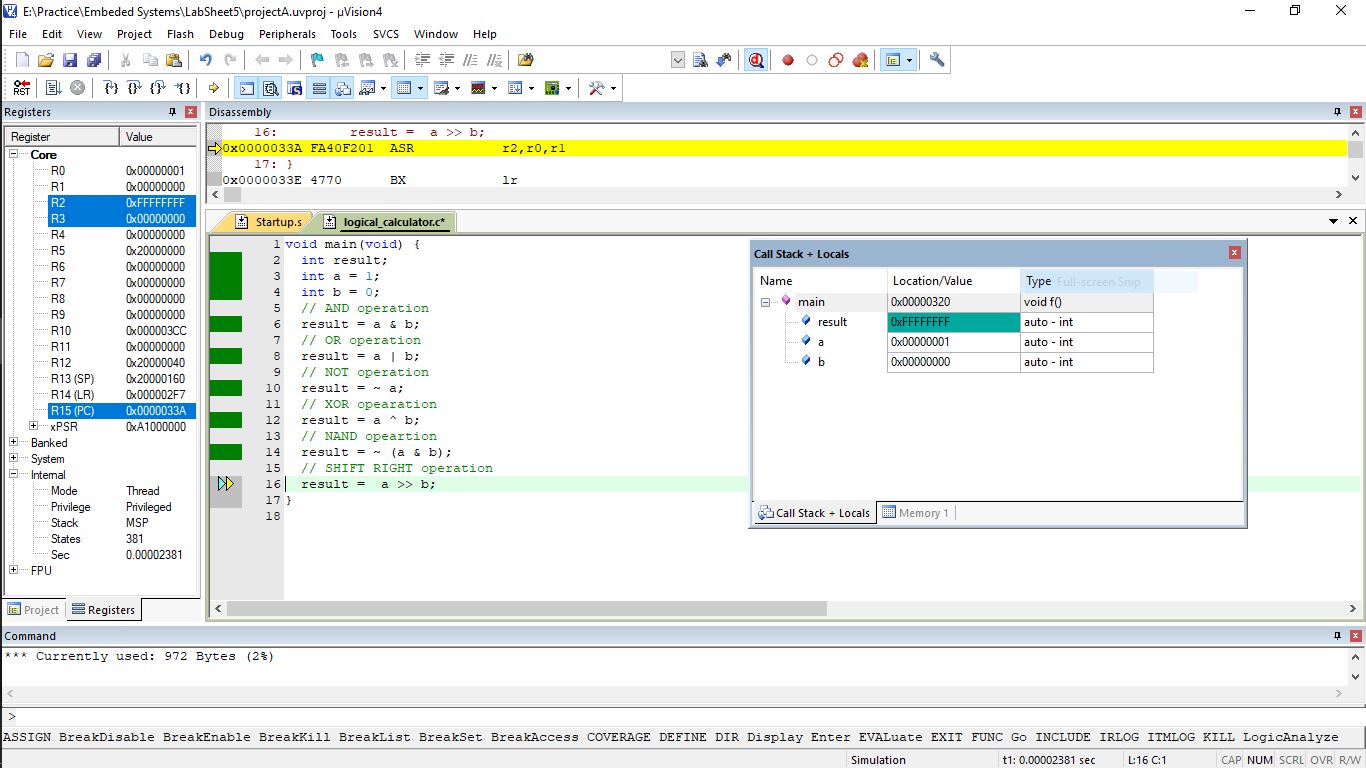 E:\Practice\Embeded Systems\LabSheet5\projectA.uvproj - µVision4
File Edit View Project Flash Debug Peripherals Tools SVCS Window Help
RST
Registers
Register Value
Core
R0 0x00000001
R1 0x00000000
R2 0xFFFFFFFF
R3 0x00000000
R4 0x00000000
R5 0x20000000
R6 0x00000000
R7 0x00000000
R8 0x00000000
R9 0x00000000
R10 0x000003CC
R11 0x00000000
R12 0x20000040
R13 (SP) 0x20000160
R14 (LR) 0x000002F7
R15 (PC) 0x0000033A
xPSR 0xA1000000
Banked
System
Internal
Mode Thread
Privilege Privileged
Stack MSP
States 381
Sec 0.00002381
FPU
Project Registers
Disassembly
16: result = a >> b;
0x0000033A FA40F201 ASR r2,r0,r1
17: }
0x0000033E 4770 BX lr
Startup.s logical_calculator.c*
1 void main(void) {
2 int result;
3 int a = 1;
4 int b = 0;
5 // AND operation
6 result = a & b;
7 // OR operation
8 result = a | b;
9 // NOT operation
10 result = ~ a;
11 // XOR opearation
12 result = a ^ b;
13 // NAND opeartion
14 result = ~ (a & b);
15 // SHIFT RIGHT operation
16 result = a >> b;
17 }
18
Call Stack + Locals
Name Location/Value Type Full-screen Snip
main 0x00000320 void f()
result 0xFFFFFFFF auto - int
a 0x00000001 auto - int
b 0x00000000 auto - int
Call Stack + Locals Memory 1
Command
*** Currently used: 972 Bytes (2%)
>
ASSIGN BreakDisable BreakEnable BreakKill BreakList BreakSet BreakAccess COVERAGE DEFINE DIR Display Enter EVALuate EXIT FUNC Go INCLUDE IRLOG ITMLOG KILL LogicAnalyze
Simulation t1: 0.00002381 sec L:16 C:1 CAP NUM SCRL OVR R/W